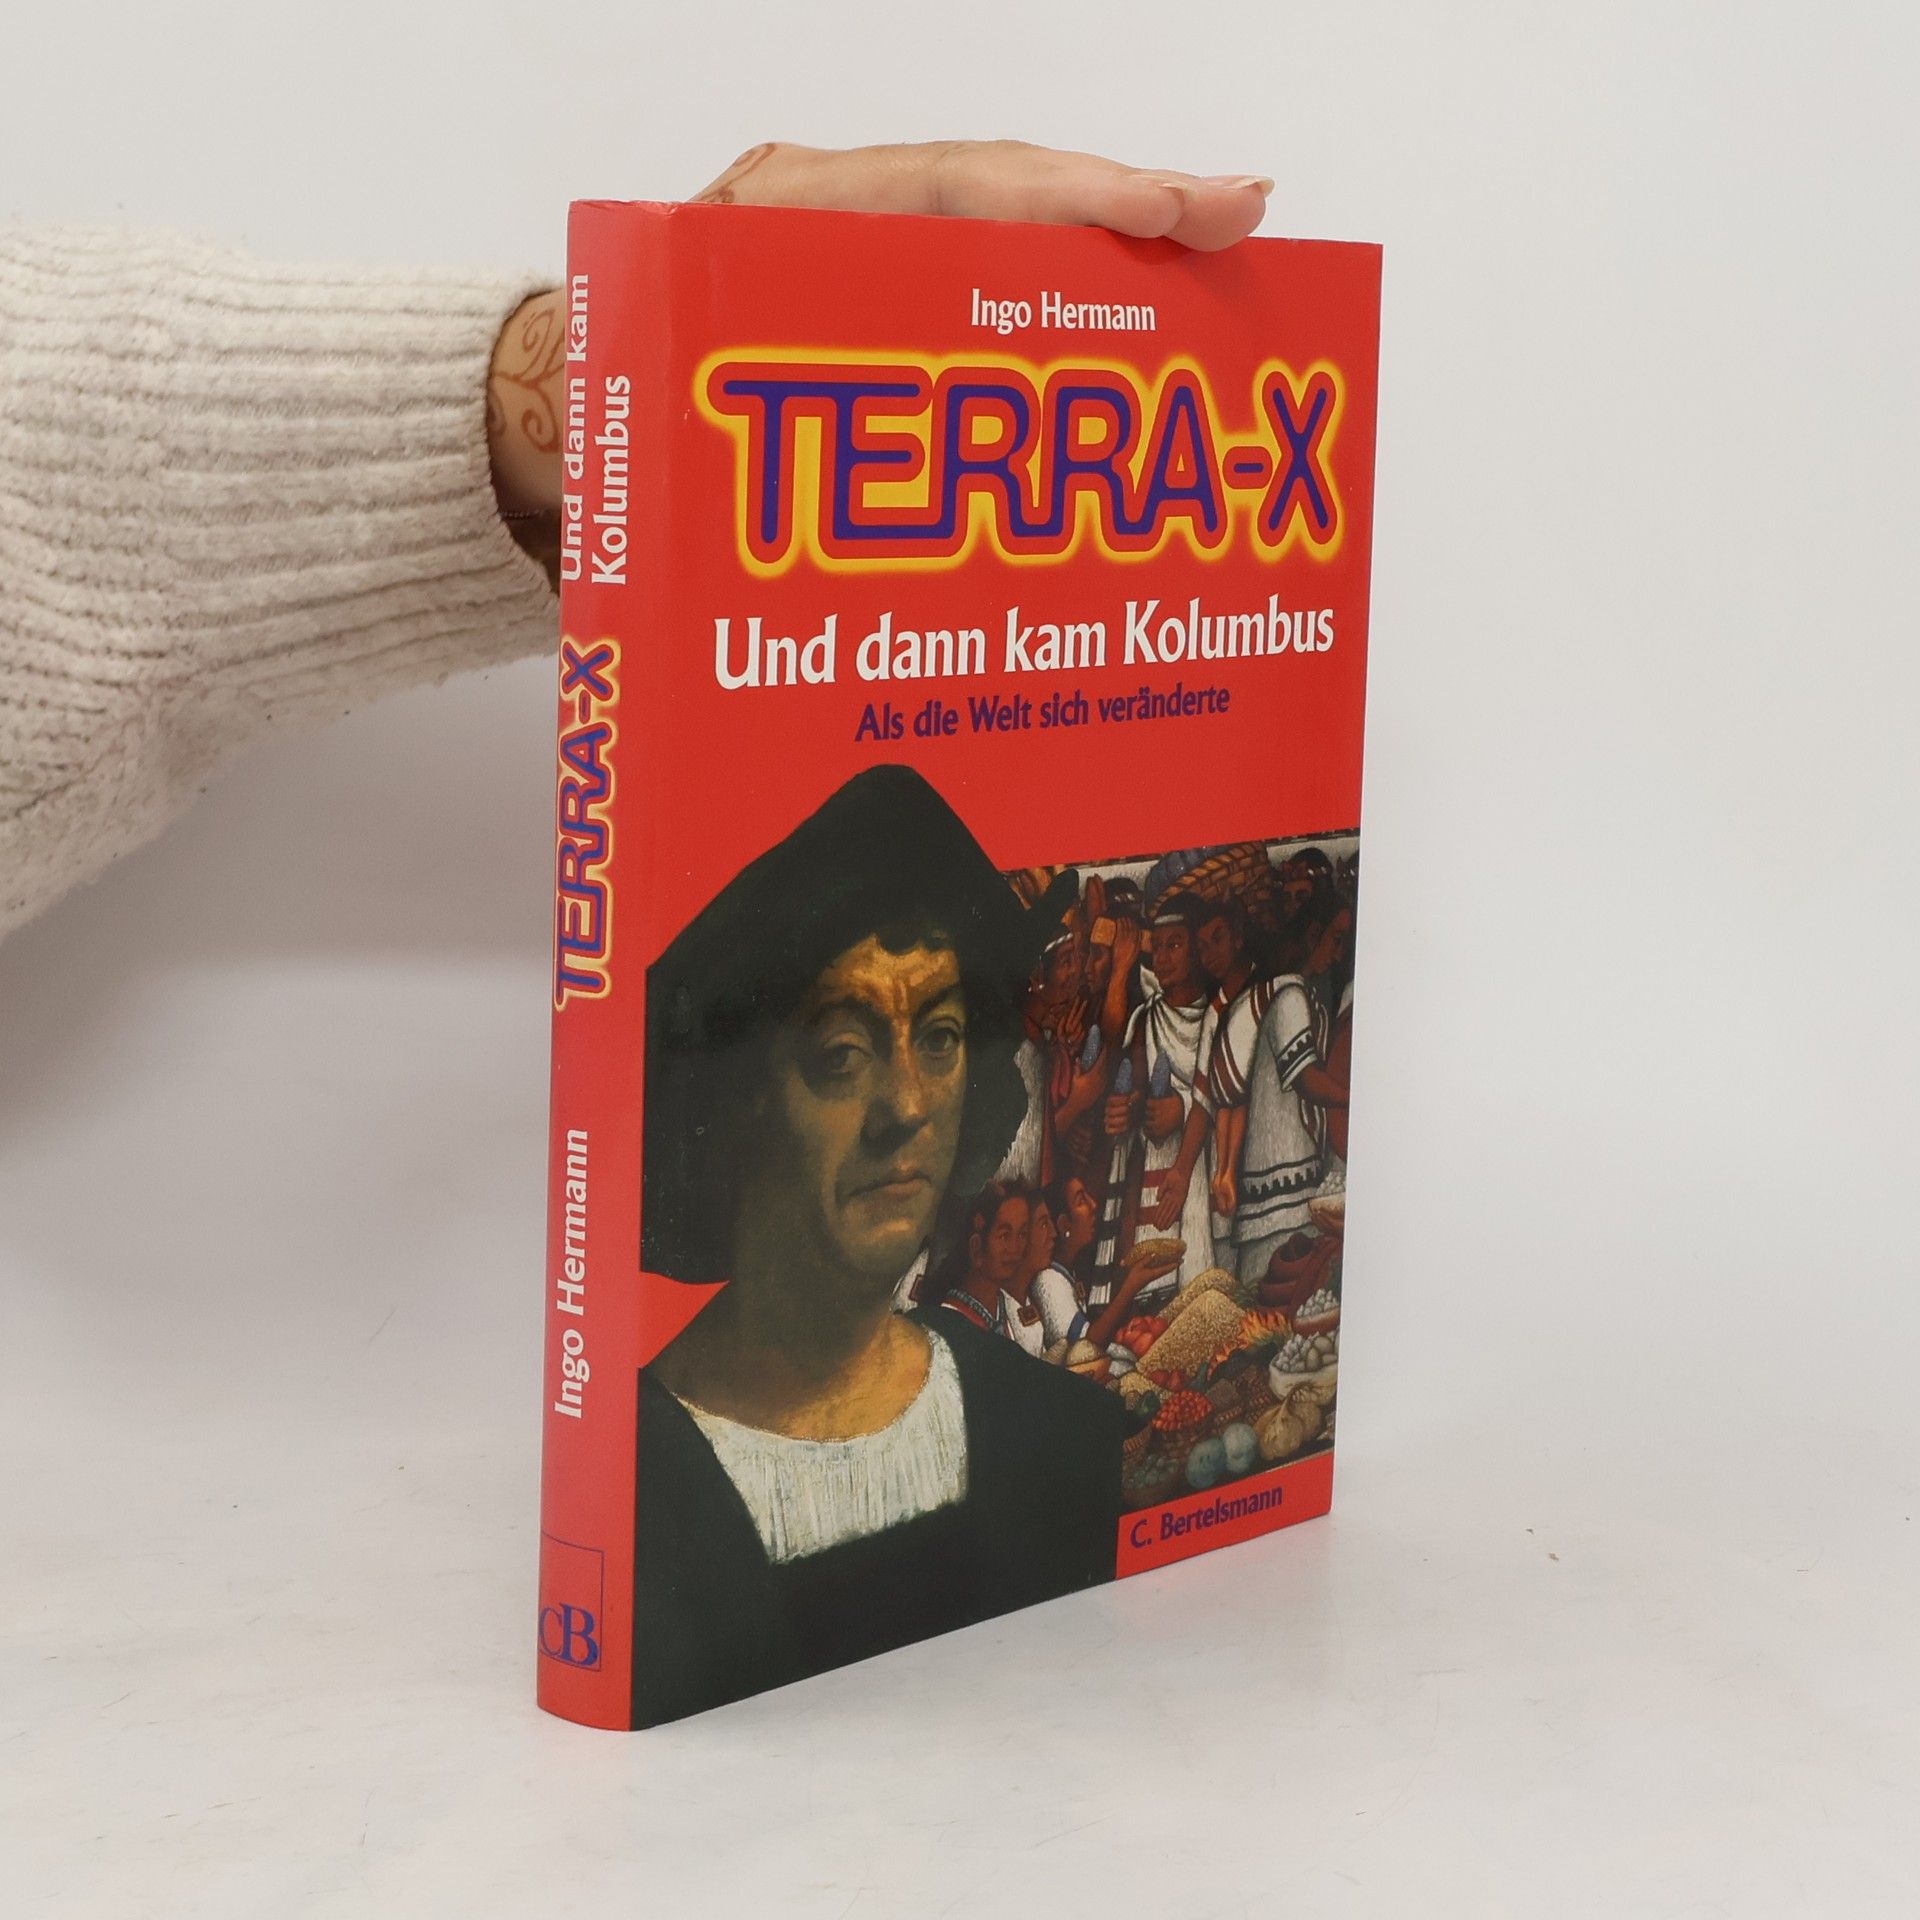 Ingo Hermann
TERRA-X
Und dann kam Kolumbus
Als die Welt sich veränderte
C. Bertelsmann
Und dann kam
Kolumbus
TERRA-X
Ingo Hermann
CB